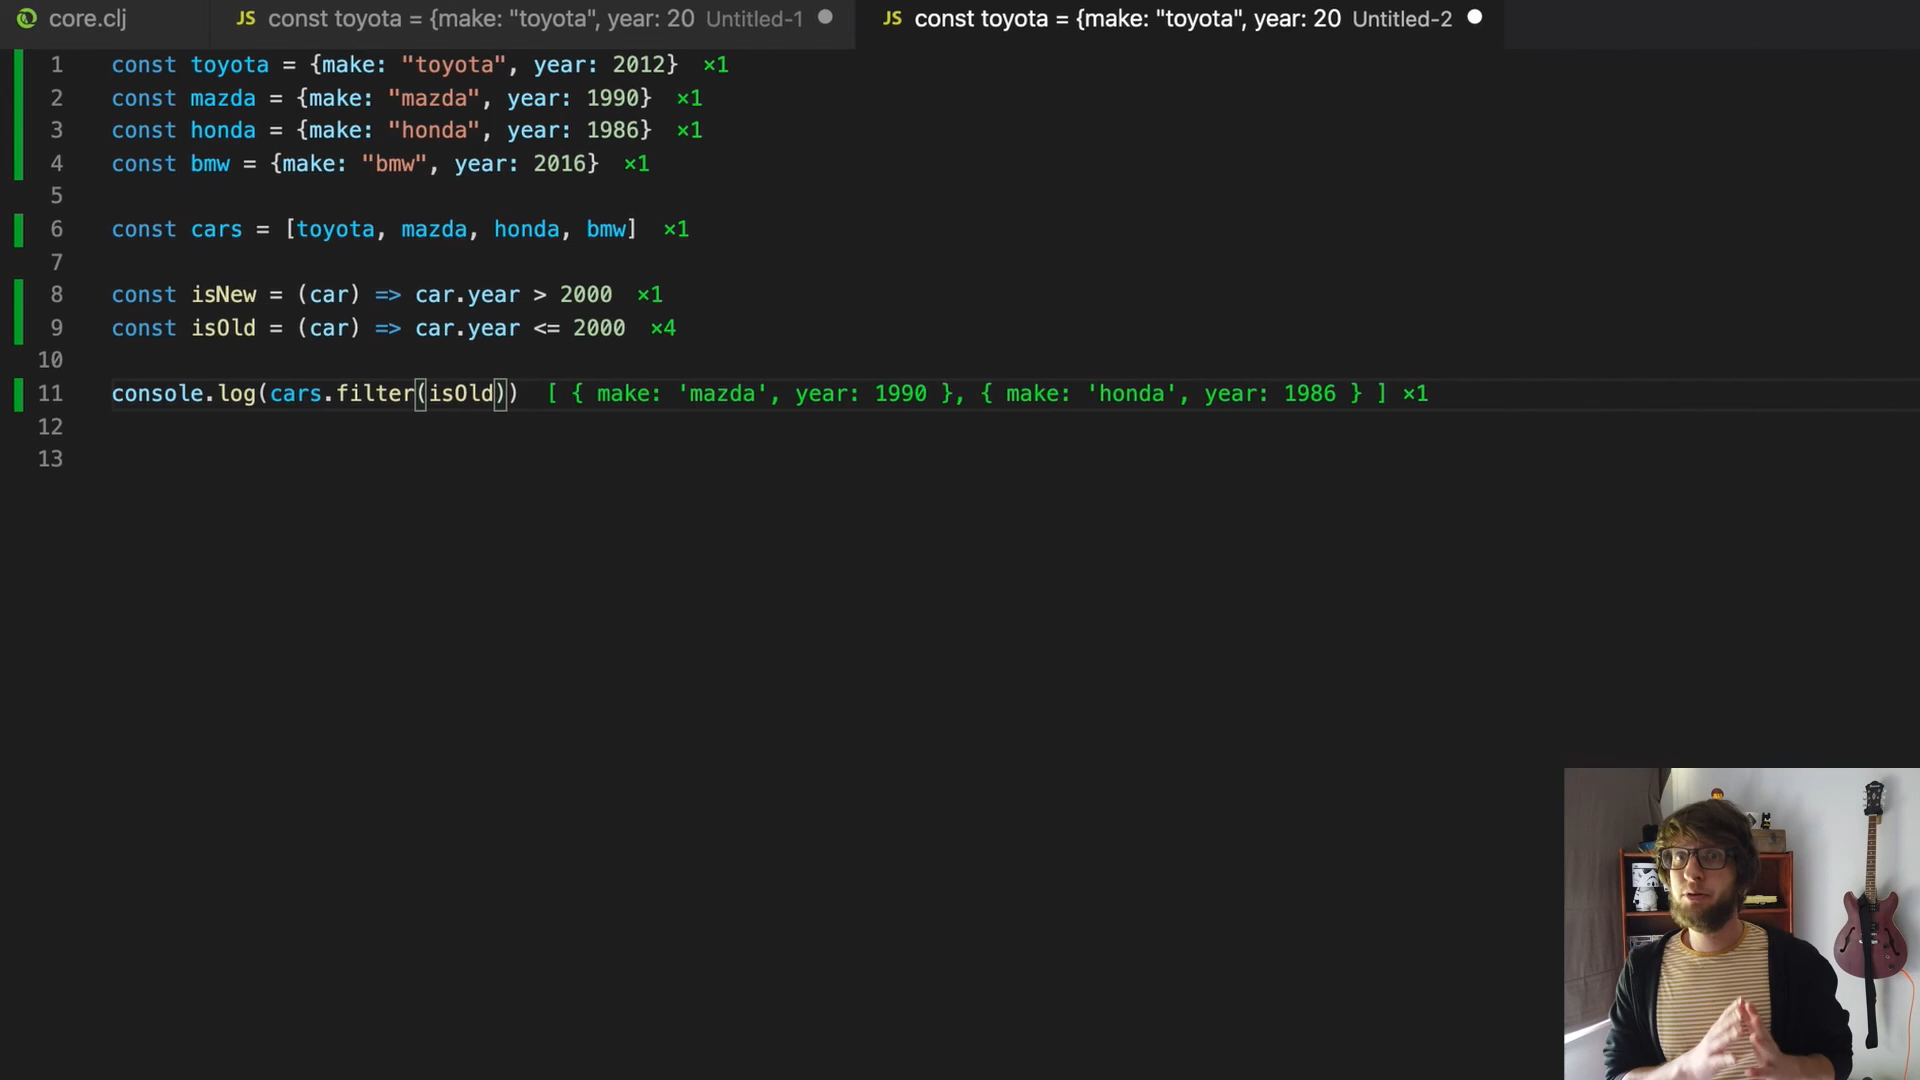 core.clj
JS const toyota = {make: "toyota", year: 20 Untitled-1
JS const toyota = {make: "toyota", year: 20 Untitled-2
1 const toyota = {make: "toyota", year: 2012} ×1
2 const mazda = {make: "mazda", year: 1990} ×1
3 const honda = {make: "honda", year: 1986} ×1
4 const bmw = {make: "bmw", year: 2016} ×1
5
6 const cars = [toyota, mazda, honda, bmw] ×1
7
8 const isNew = (car) => car.year > 2000 ×1
9 const isOld = (car) => car.year <= 2000 ×4
10
11 console.log(cars.filter(isOld)) [ { make: 'mazda', year: 1990 }, { make: 'honda', year: 1986 } ] ×1
12
13